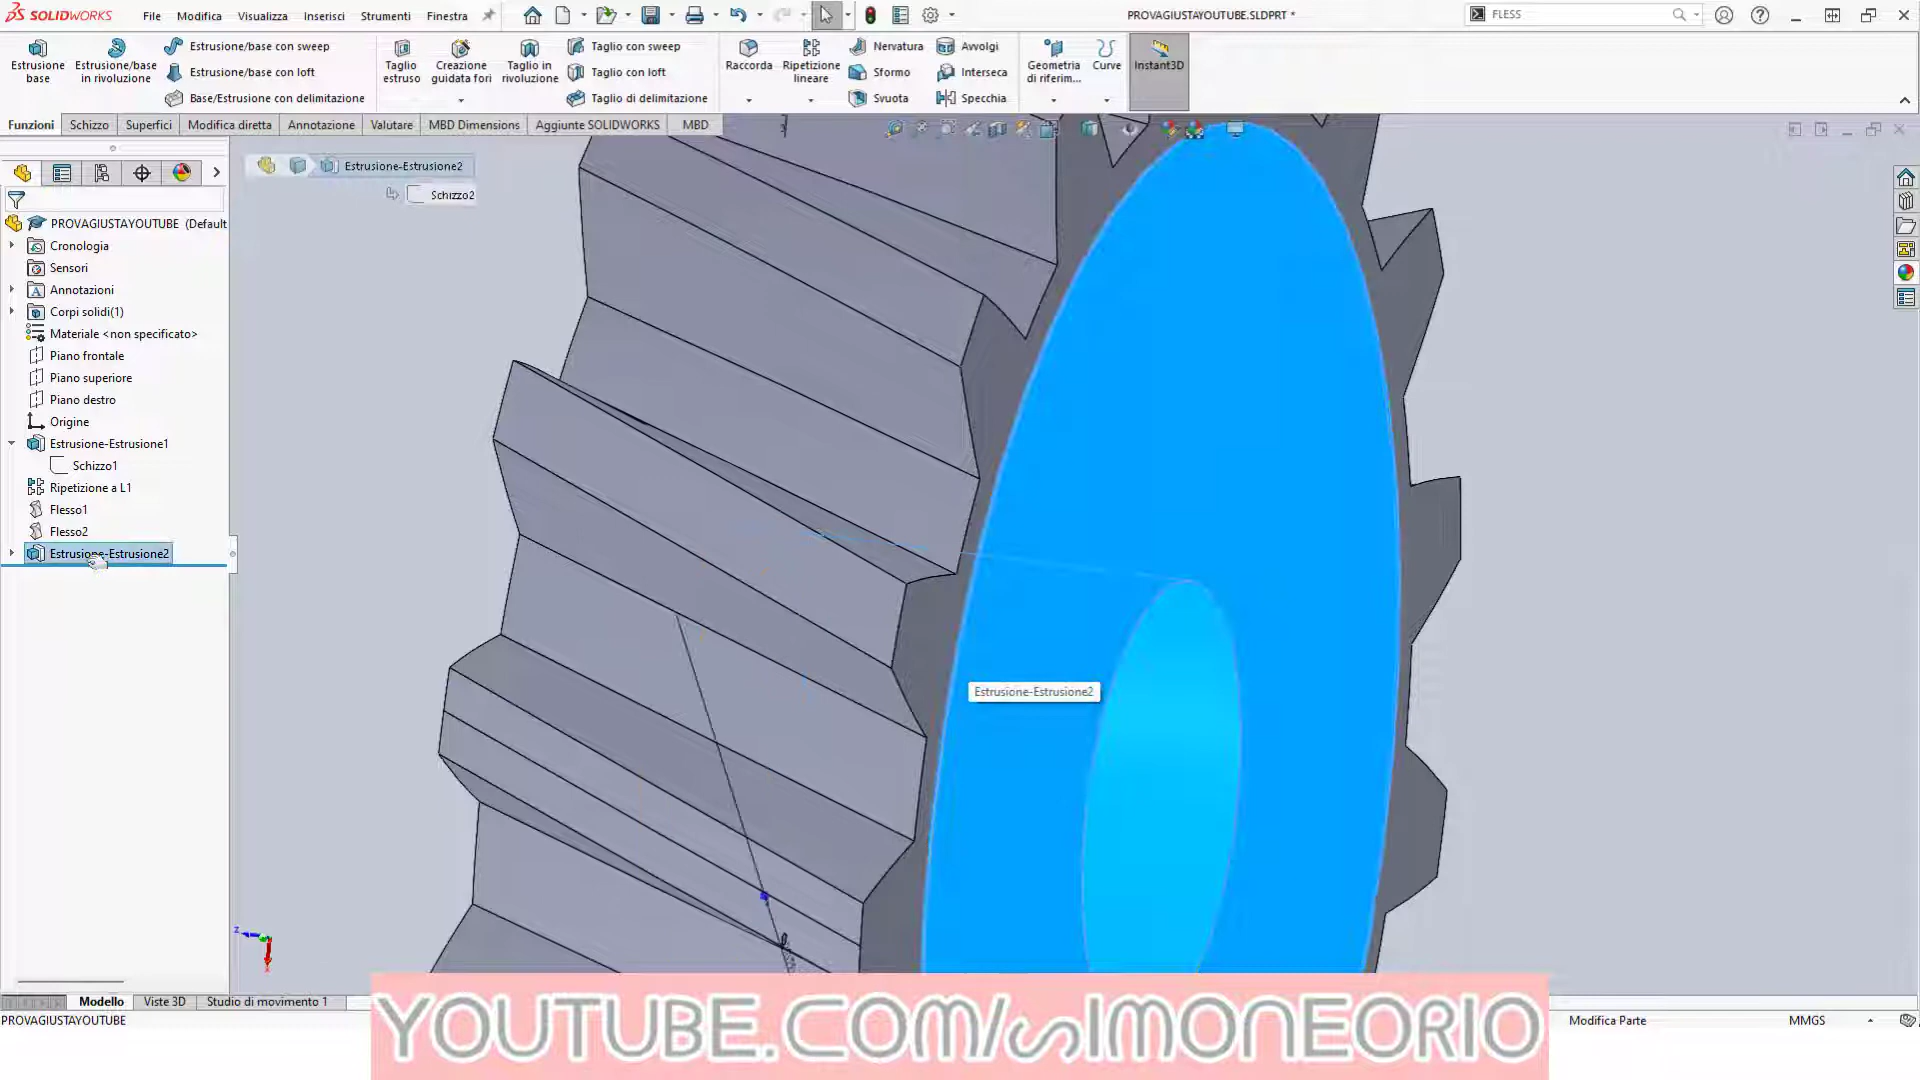 SOLIDWORKS
File
Modifica
Visualizza
Inserisci
Strumenti
Finestra
PROVAGIUSTAYOUTUBE.SLDPRT *
FLESS
Estrusione base
Estrusione/base in rivoluzione
Estrusione/base con sweep
Estrusione/base con loft
Base/Estrusione con delimitazione
Taglio estruso
Creazione guidata fori
Taglio in rivoluzione
Taglio con sweep
Taglio con loft
Taglio di delimitazione
Raccorda
Ripetizione lineare
Nervatura
Sformo
Svuota
Avvolgi
Interseca
Specchia
Geometria di riferim...
Curve
Instant3D
Funzioni
Schizzo
Superfici
Modifica diretta
Annotazione
Valutare
MBD Dimensions
Aggiunte SOLIDWORKS
MBD
Estrusione-Estrusione2
Schizzo2
PROVAGIUSTAYOUTUBE (Default
Cronologia
Sensori
Annotazioni
Corpi solidi(1)
Materiale <non specificato>
Piano frontale
Piano superiore
Piano destro
Origine
Estrusione-Estrusione1
Schizzo1
Ripetizione a L1
Flesso1
Flesso2
Estrusione-Estrusione2
Estrusione-Estrusione2
z
Modello
Viste 3D
Studio di movimento 1
PROVAGIUSTAYOUTUBE
Modifica Parte
MMGS
YOUTUBE.COM/SIMONEORIO